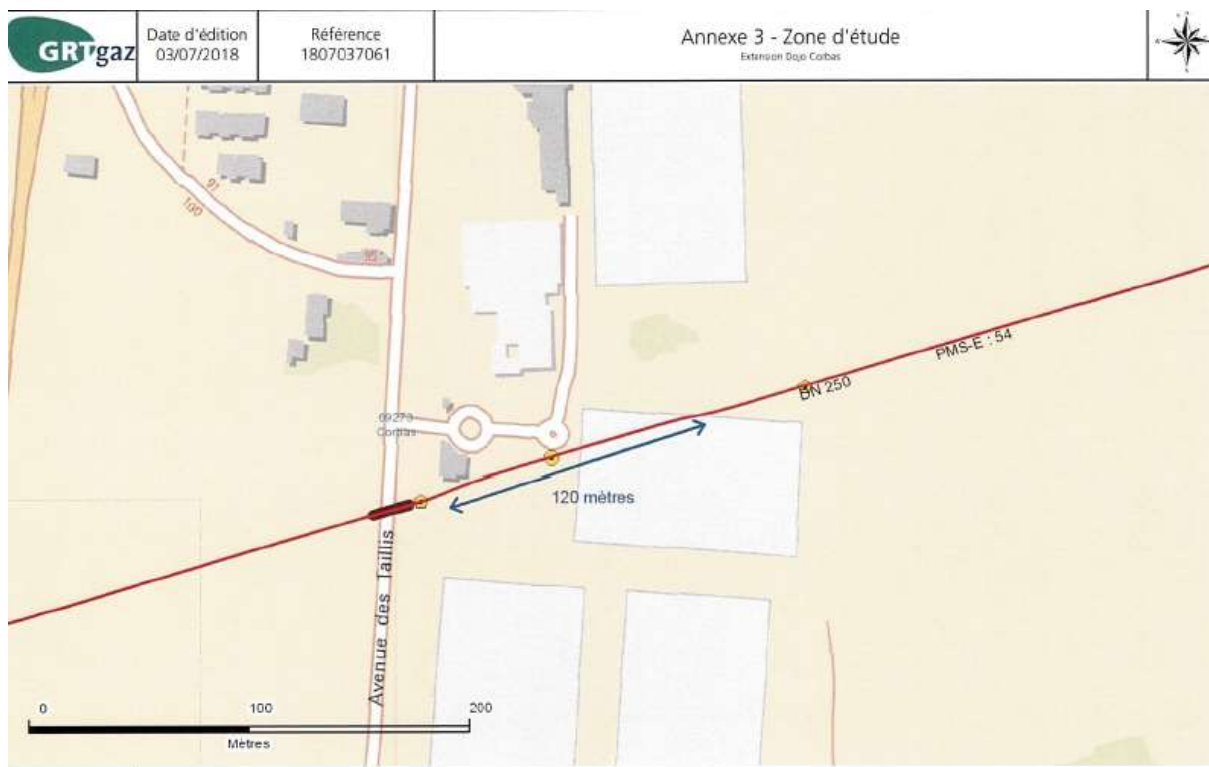 GRTgaz
Date d'édition
03/07/2018
Référence
1807037061
Annexe 3 - Zone d'étude
Extension Dojo Corbas
91
100
95
PMS-E : 54
DN 250
69273
Corbas
120 mètres
Avenue des Taillis
0
100
200
Mètres